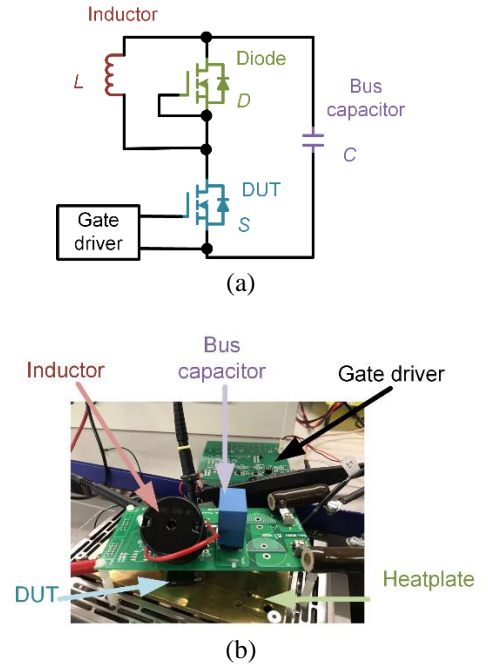 Inductor
Diode
L
D
Bus
capacitor
C
DUT
S
Gate
driver
(a)
Bus
capacitor
Inductor
Gate driver
DUT
Heatplate
(b)